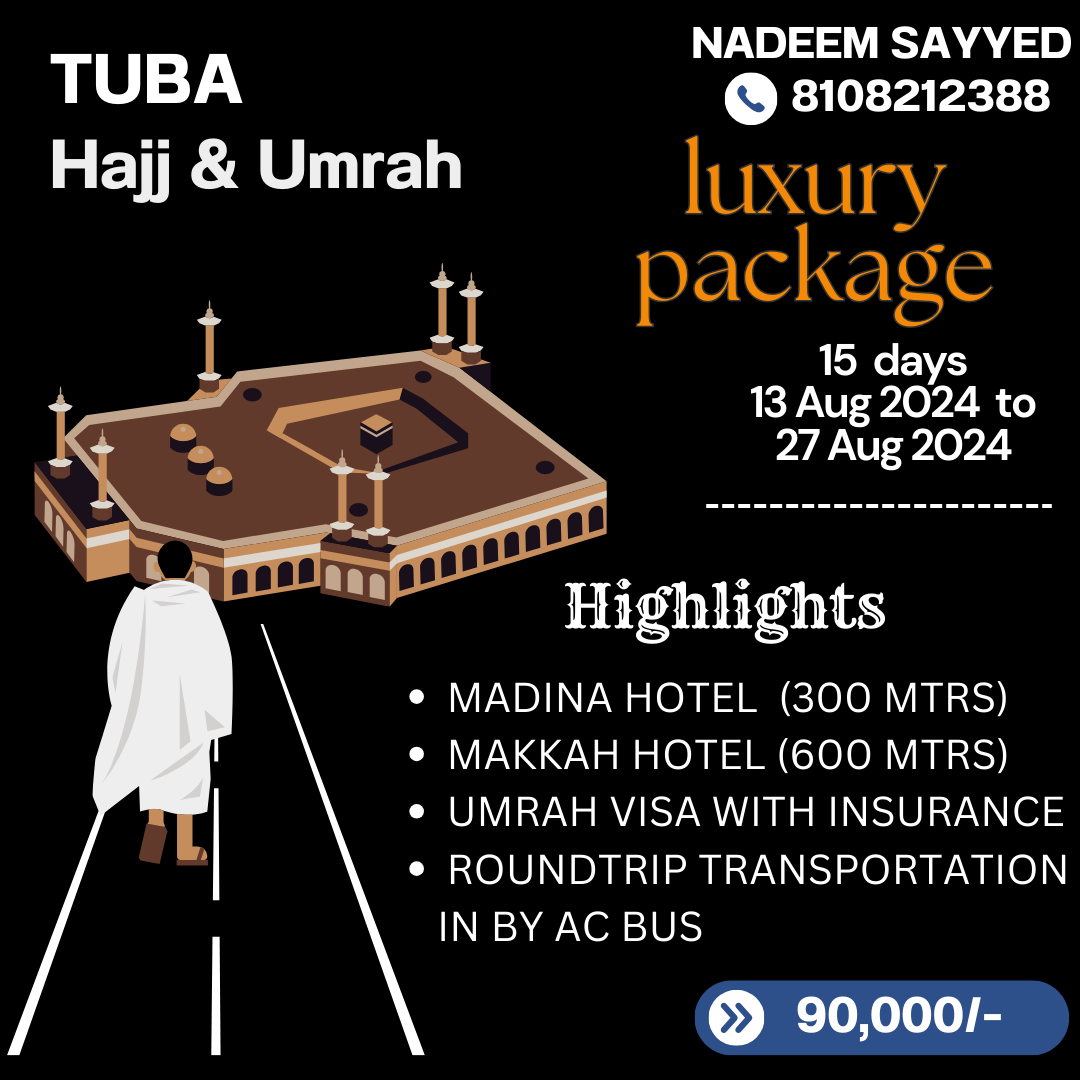 TUBA
Hajj & Umrah
NADEEM SAYYED
8108212388
luxury
package
15 days
13 Aug 2024 to
27 Aug 2024
----------------------
Highlights
• MADINA HOTEL (300 MTRS)
• MAKKAH HOTEL (600 MTRS)
• UMRAH VISA WITH INSURANCE
• ROUNDTRIP TRANSPORTATION
IN BY AC BUS
90,000/-